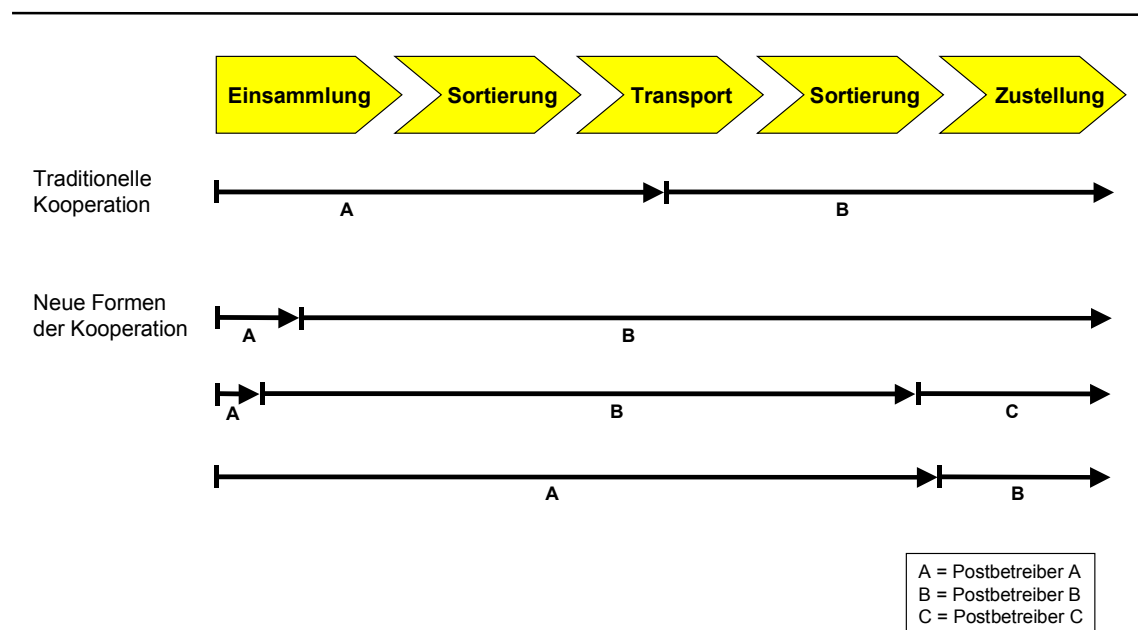 Einsammlung Sortierung Transport Sortierung Zustellung
Traditionelle
Kooperation
A B
Neue Formen
der Kooperation
A B
A B C
A B
A = Postbetreiber A
B = Postbetreiber B
C = Postbetreiber C